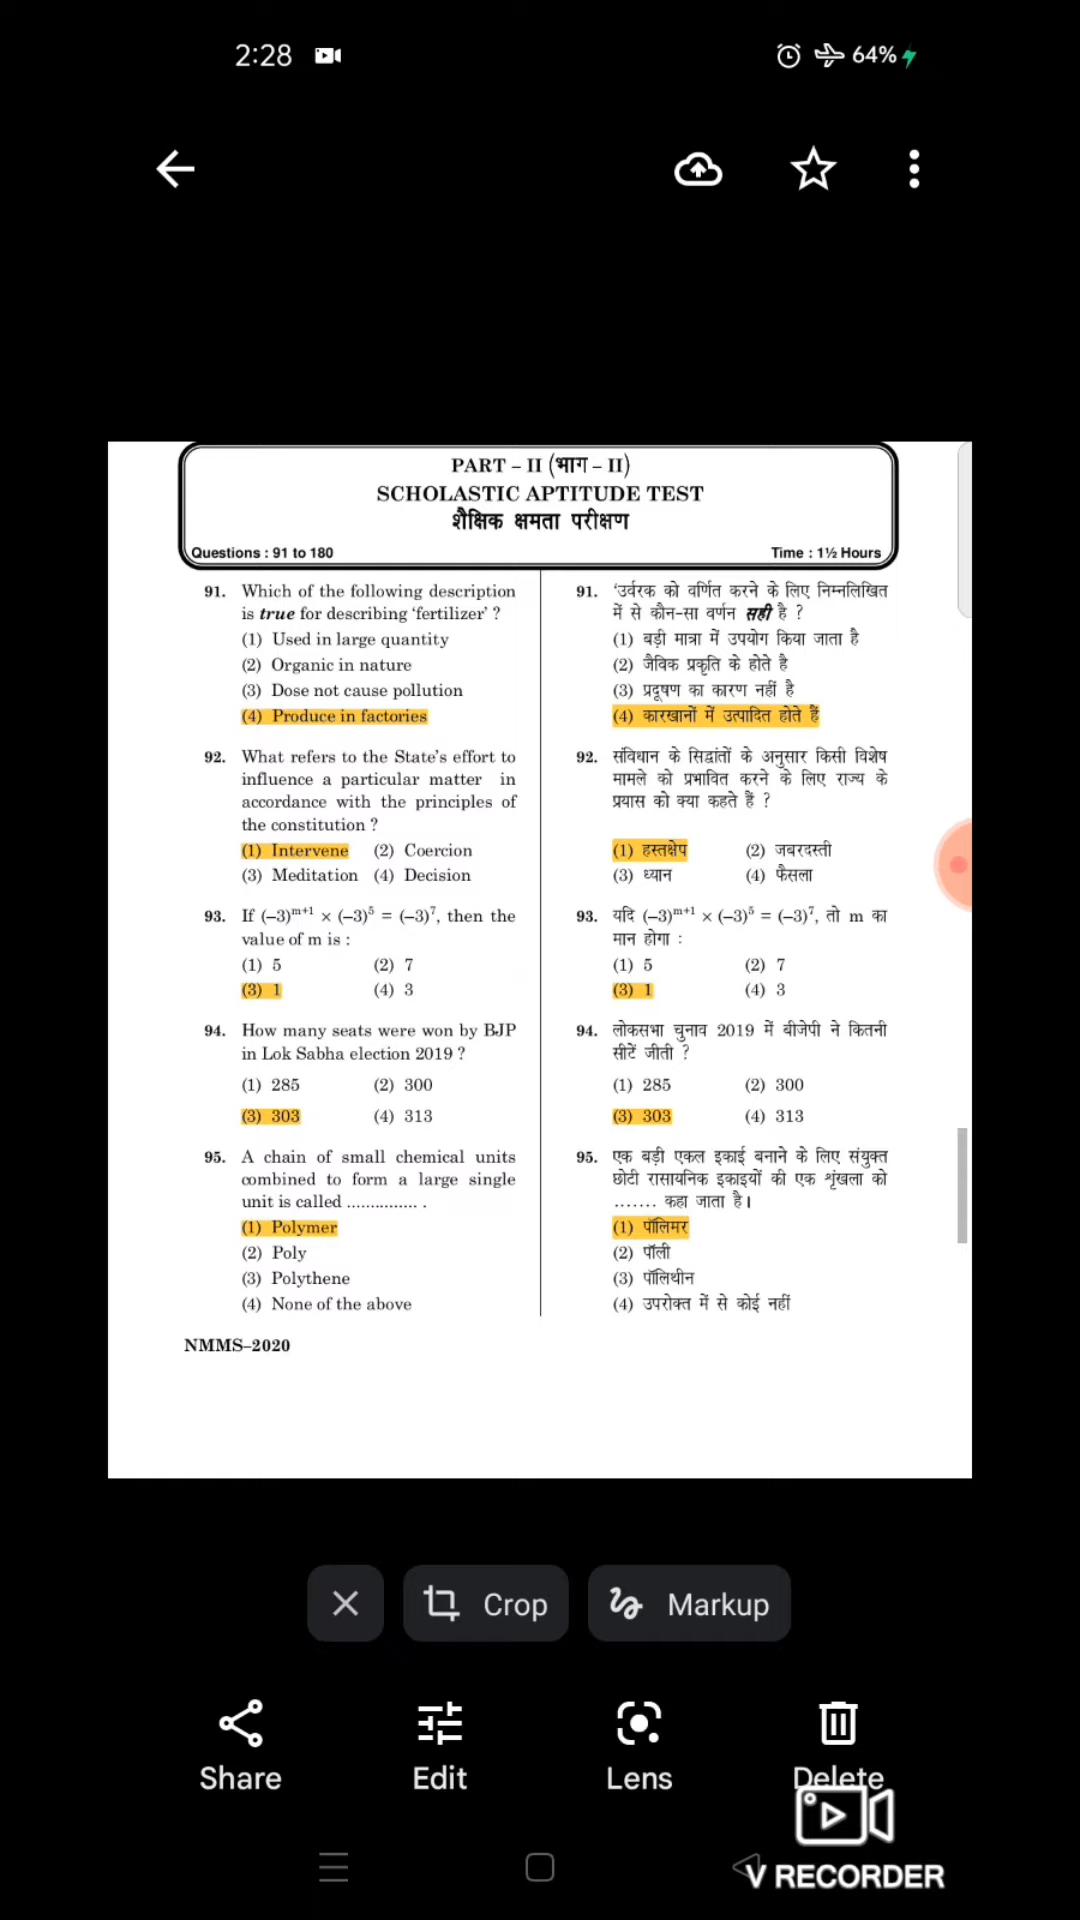 2:28
64%
PART – II (भाग – II)
SCHOLASTIC APTITUDE TEST
शैक्षिक क्षमता परीक्षण
Questions : 91 to 180
Time : 1½ Hours
91. Which of the following description
is true for describing ‘fertilizer’ ?
(1) Used in large quantity
(2) Organic in nature
(3) Dose not cause pollution
(4) Produce in factories
92. What refers to the State’s effort to
influence a particular matter in
accordance with the principles of
the constitution ?
(1) Intervene (2) Coercion
(3) Meditation (4) Decision
93. If (–3)ᵐ⁺¹ × (–3)⁵ = (–3)⁷, then the
value of m is :
(1) 5 (2) 7
(3) 1 (4) 3
94. How many seats were won by BJP
in Lok Sabha election 2019 ?
(1) 285 (2) 300
(3) 303 (4) 313
95. A chain of small chemical units
combined to form a large single
unit is called ............... .
(1) Polymer
(2) Poly
(3) Polythene
(4) None of the above
91. ‘उर्वरक को वर्णित करने के लिए निम्नलिखित
में से कौन-सा वर्णन सही है ?
(1) बड़ी मात्रा में उपयोग किया जाता है
(2) जैविक प्रकृति के होते है
(3) प्रदूषण का कारण नहीं है
(4) कारखानों में उत्पादित होते हैं
92. संविधान के सिद्धांतों के अनुसार किसी विशेष
मामले को प्रभावित करने के लिए राज्य के
प्रयास को क्या कहते हैं ?
(1) हस्तक्षेप (2) जबरदस्ती
(3) ध्यान (4) फैसला
93. यदि (–3)ᵐ⁺¹ × (–3)⁵ = (–3)⁷, तो m का
मान होगा :
(1) 5 (2) 7
(3) 1 (4) 3
94. लोकसभा चुनाव 2019 में बीजेपी ने कितनी
सीटें जीती ?
(1) 285 (2) 300
(3) 303 (4) 313
95. एक बड़ी एकल इकाई बनाने के लिए संयुक्त
छोटी रासायनिक इकाइयों की एक शृंखला को
....... कहा जाता है।
(1) पॉलिमर
(2) पॉली
(3) पॉलिथीन
(4) उपरोक्त में से कोई नहीं
NMMS–2020
Crop
Markup
Share
Edit
Lens
Delete
V RECORDER